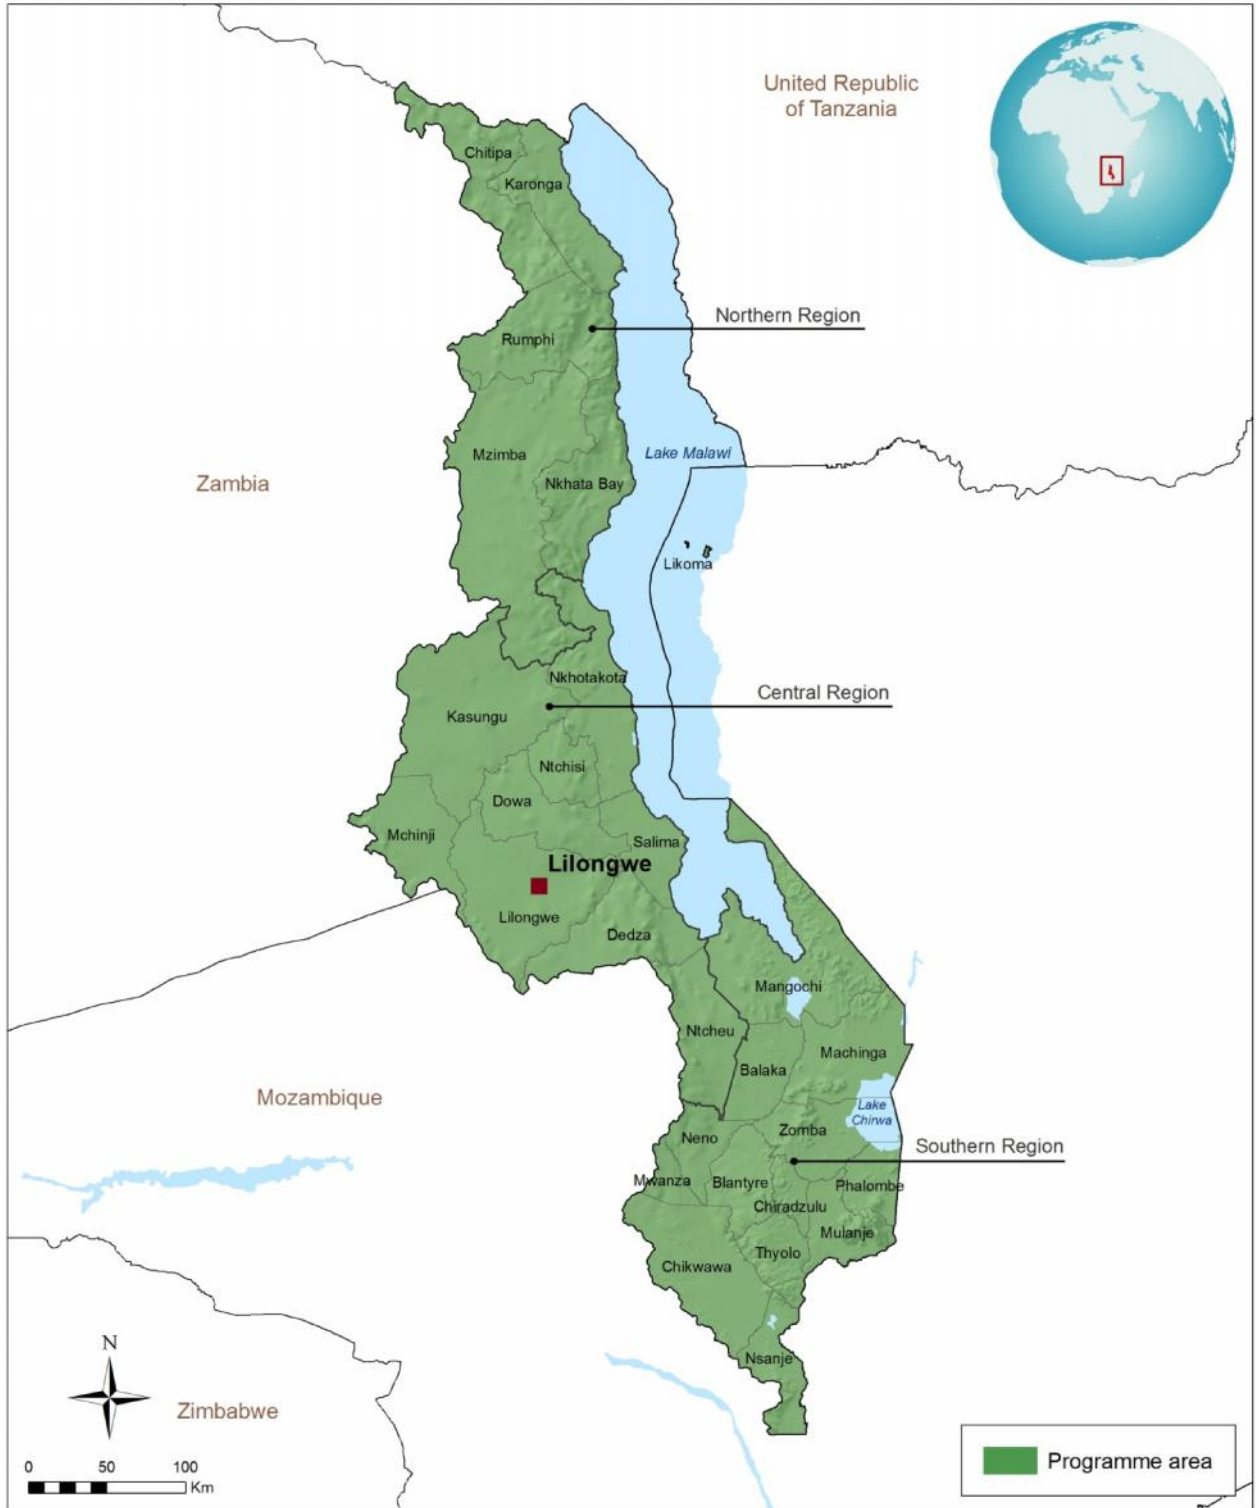 United Republic
of Tanzania
Chitipa
Karonga
Northern Region
Rumphi
Lake Malawi
Mzimba
Zambia
Nkhata Bay
Likoma
Nkhotakota
Central Region
Kasungu
Ntchisi
Dowa
Mchinji
Salima
Lilongwe
Lilongwe
Dedza
Mangochi
Ntcheu
Machinga
Balaka
Mozambique
Lake
Chirwa
Zomba
Neno
Southern Region
Mwanza
Blantyre
Phalombe
Chiradzulu
Mulanje
Thyolo
Chikwawa
N
Nsanje
Zimbabwe
Programme area
0 50 100
Km